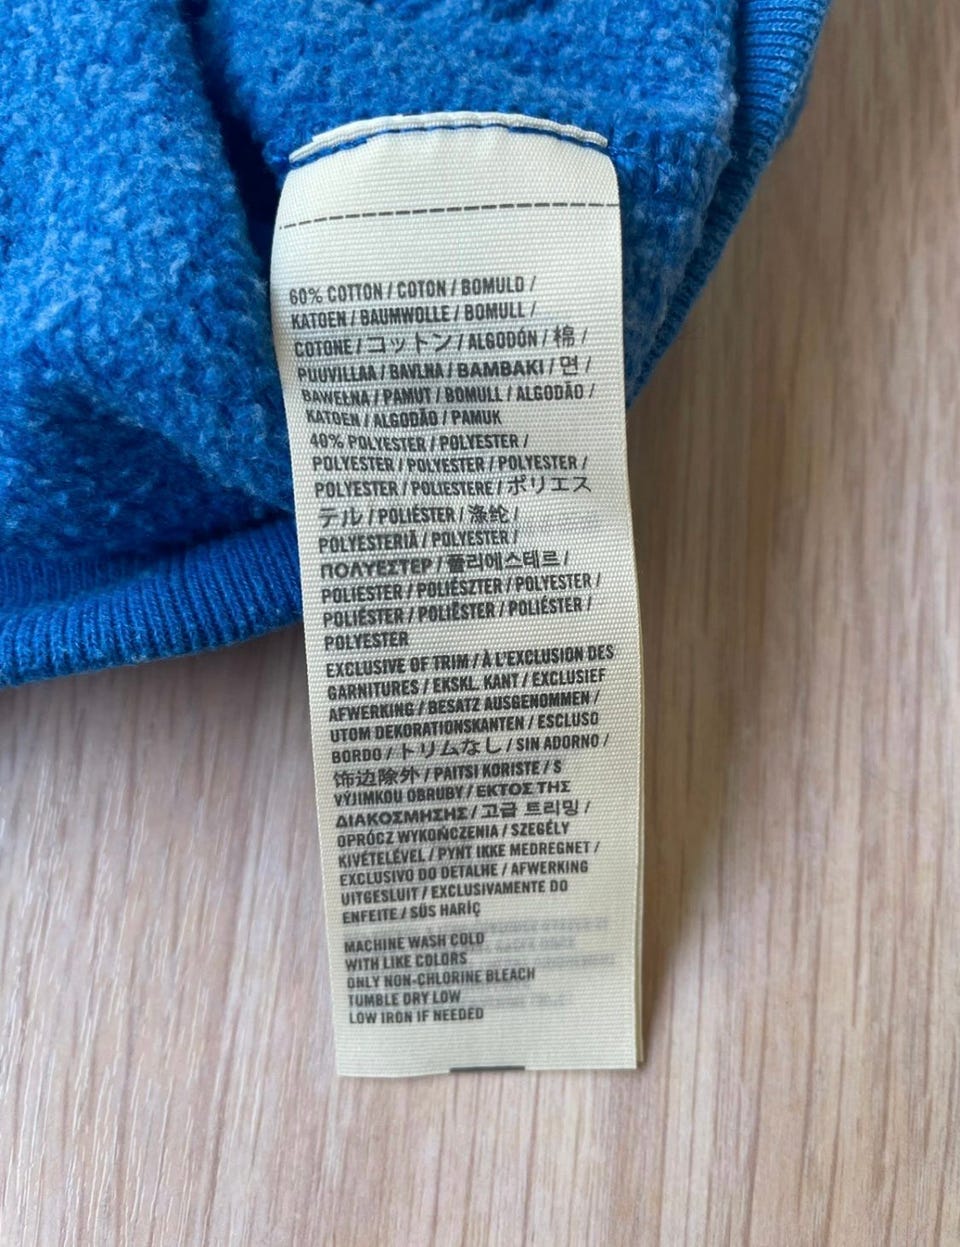 60% COTTON / COTON / BOMULD /
KATOEN / BAUMWOLLE / BOMULL /
COTONE / コットン / ALGODÓN / 棉 /
PUUVILLAA / BAVLNA / ΒΑΜΒΑΚΙ / 면 /
BAWEŁNA / PAMUT / BOMULL / ALGODÃO /
KATOEN / ALGODÃO / PAMUK
40% POLYESTER / POLYESTER /
POLYESTER / POLYESTER / POLYESTER /
POLYESTER / POLIESTERE / ポリエス
テル / POLIÉSTER / 涤纶 /
POLYESTERIÄ / POLYESTER /
ΠΟΛΥΕΣΤΕΡ / 폴리에스테르 /
POLIESTER / POLIÉSZTER / POLYESTER /
POLIÉSTER / POLIËSTER / POLIÉSTER /
POLYESTER
EXCLUSIVE OF TRIM / À L'EXCLUSION DES
GARNITURES / EKSKL. KANT / EXCLUSIEF
AFWERKING / BESATZ AUSGENOMMEN /
UTOM DEKORATIONSKANTEN / ESCLUSO
BORDO / トリムなし / SIN ADORNO /
饰边除外 / PAITSI KORISTE / S
VÝJIMKOU OBRUBY / ΕΚΤΟΣ ΤΗΣ
ΔΙΑΚΟΣΜΗΣΗΣ / 고급 트리밍 /
OPRÓCZ WYKOŃCZENIA / SZEGÉLY
KIVÉTELÉVEL / PYNT IKKE MEDREGNET /
EXCLUSIVO DO DETALHE / AFWERKING
UITGESLUIT / EXCLUSIVAMENTE DO
ENFEITE / SÜS HARİÇ
MACHINE WASH COLD
WITH LIKE COLORS
ONLY NON-CHLORINE BLEACH
TUMBLE DRY LOW
LOW IRON IF NEEDED